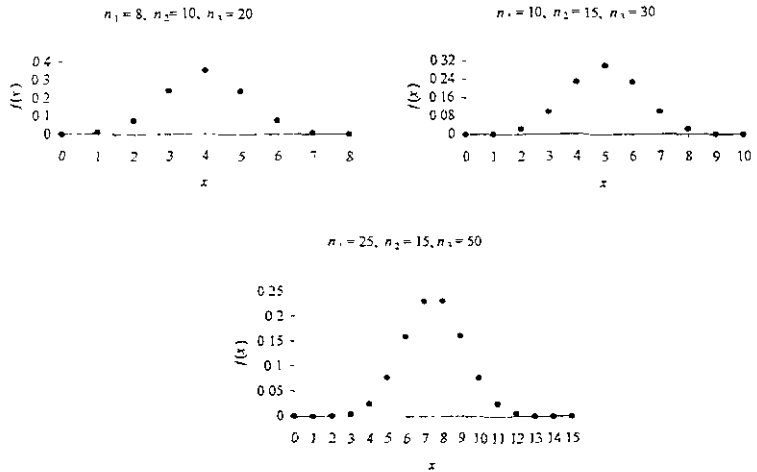 n₁ = 8, n₂ = 10, n₃ = 20
f(x)
0 4
0 3
0 2
0 1
0
0 1 2 3 4 5 6 7 8
x
n₁ = 10, n₂ = 15, n₃ = 30
f(x)
0 32
0 24
0 16
0 08
0
0 1 2 3 4 5 6 7 8 9 10
x
n₁ = 25, n₂ = 15, n₃ = 50
f(x)
0 25
0 2
0 15
0 1
0 05
0
0 1 2 3 4 5 6 7 8 9 10 11 12 13 14 15
x